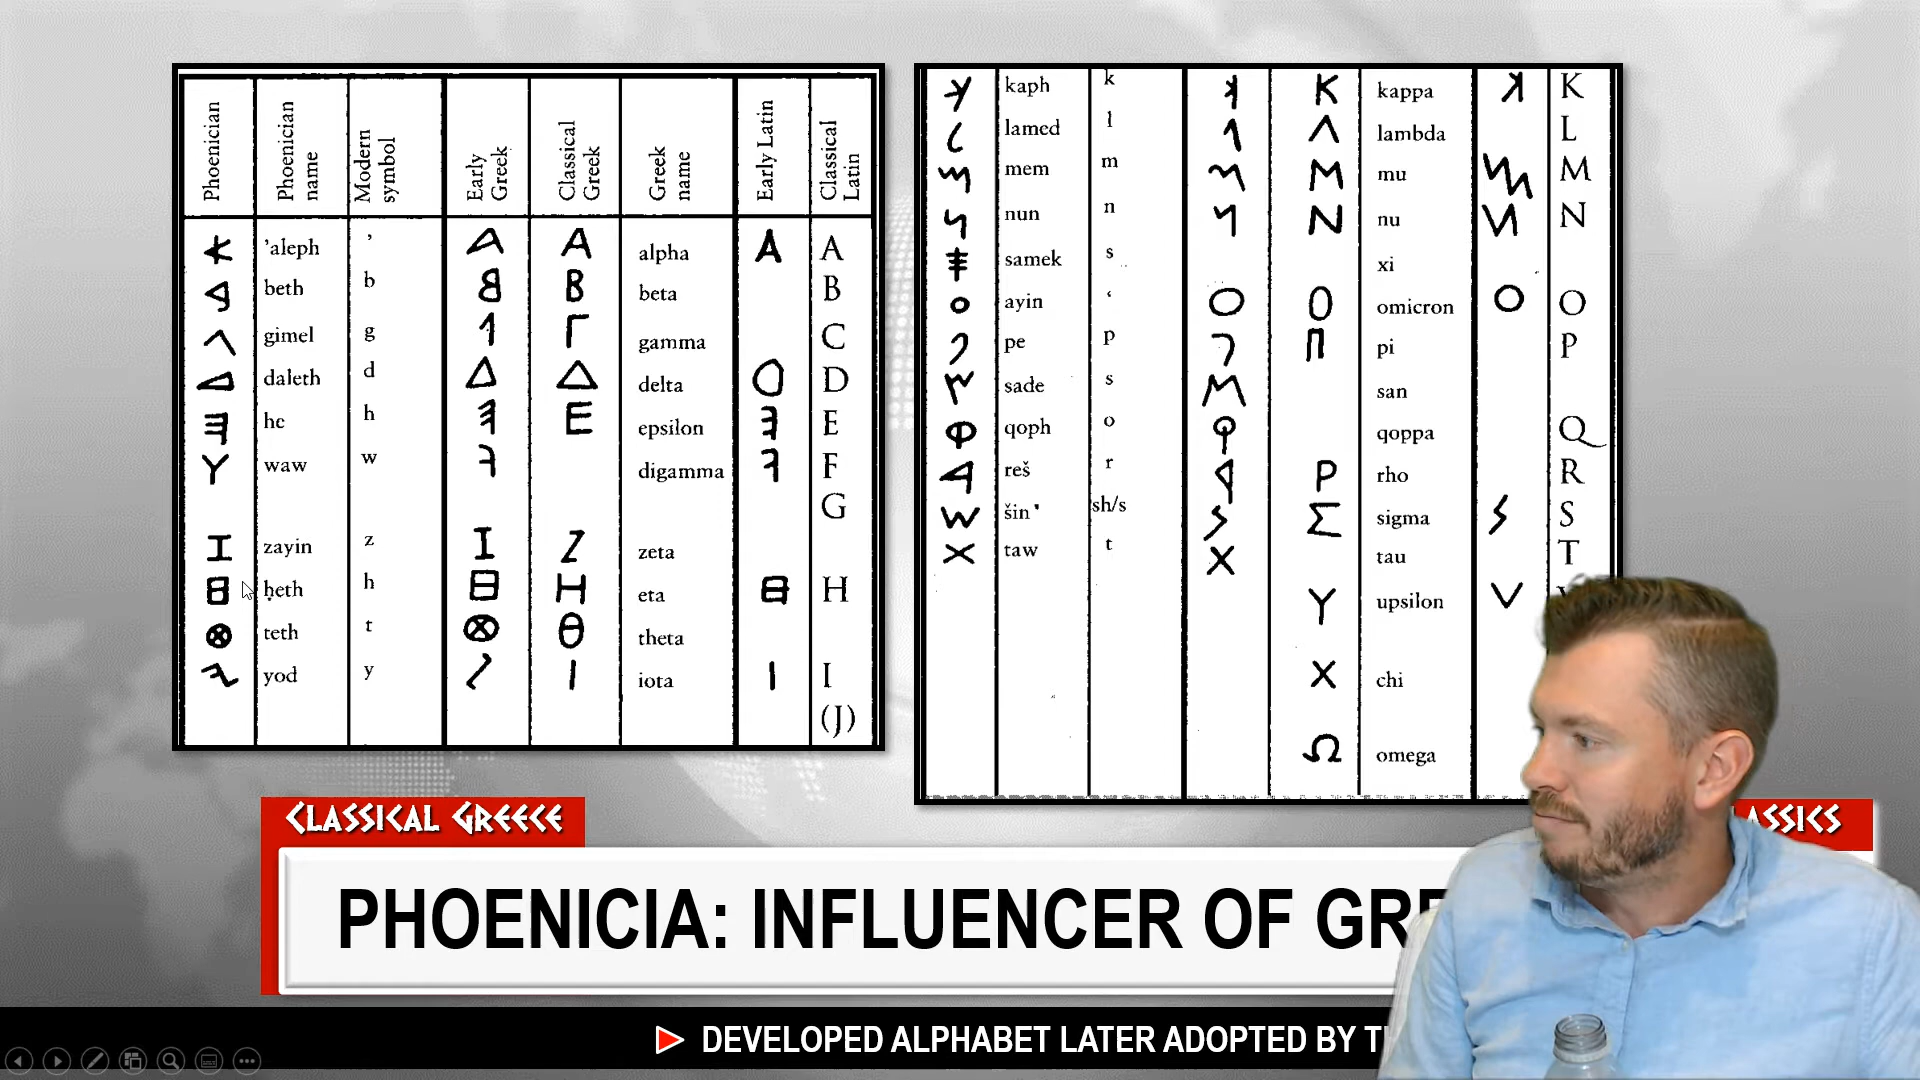 Phoenician
Phoenician name
Modern symbol
Early Greek
Classical Greek
Greek name
Early Latin
Classical Latin
'aleph ' Α alpha A A
beth b Β beta B
gimel g Γ gamma C
daleth d Δ delta D
he h Ε epsilon E
waw w digamma F
G
zayin z Ζ zeta
ḥeth h Η eta H
teth t Θ theta
yod y Ι iota I I
(J)
kaph k Κ kappa K
lamed l Λ lambda L
mem m Μ mu M
nun n Ν nu N
samek s xi
ayin ‘ Ο omicron O O
pe p Π pi P
sade s san
qoph o qoppa Q
reš r Ρ rho R
šin' sh/s Σ sigma S
taw t tau T
Υ upsilon V
Χ chi
Ω omega
CLASSICAL GREECE
ASSICS
PHOENICIA: INFLUENCER OF GR
DEVELOPED ALPHABET LATER ADOPTED BY T